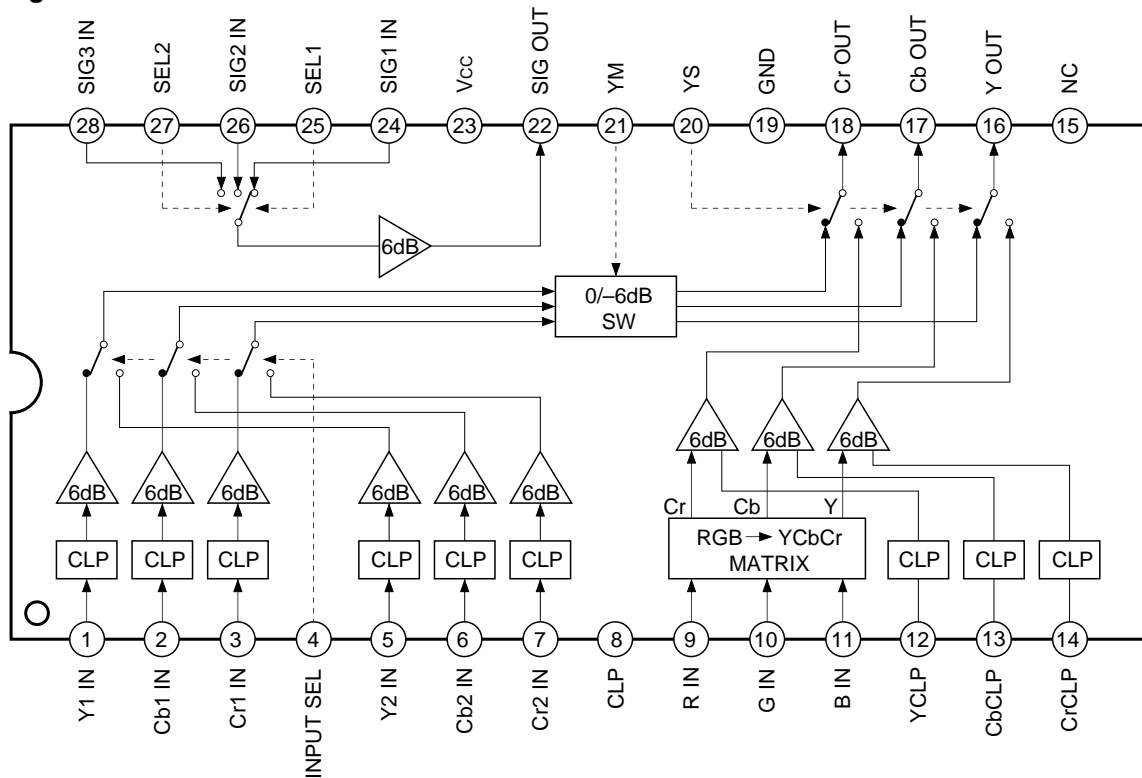 SIG3 IN
SEL2
SIG2 IN
SEL1
SIG1 IN
Vcc
SIG OUT
YM
YS
GND
Cr OUT
Cb OUT
Y OUT
NC
28
27
26
25
24
23
22
21
20
19
18
17
16
15
6dB
0/–6dB
SW
6dB
6dB
6dB
6dB
6dB
6dB
6dB
6dB
6dB
Cr
Cb
Y
CLP
CLP
CLP
CLP
CLP
CLP
RGB YCbCr
MATRIX
CLP
CLP
CLP
1
2
3
4
5
6
7
8
9
10
11
12
13
14
Y1 IN
Cb1 IN
Cr1 IN
INPUT SEL
Y2 IN
Cb2 IN
Cr2 IN
CLP
R IN
G IN
B IN
YCLP
CbCLP
CrCLP